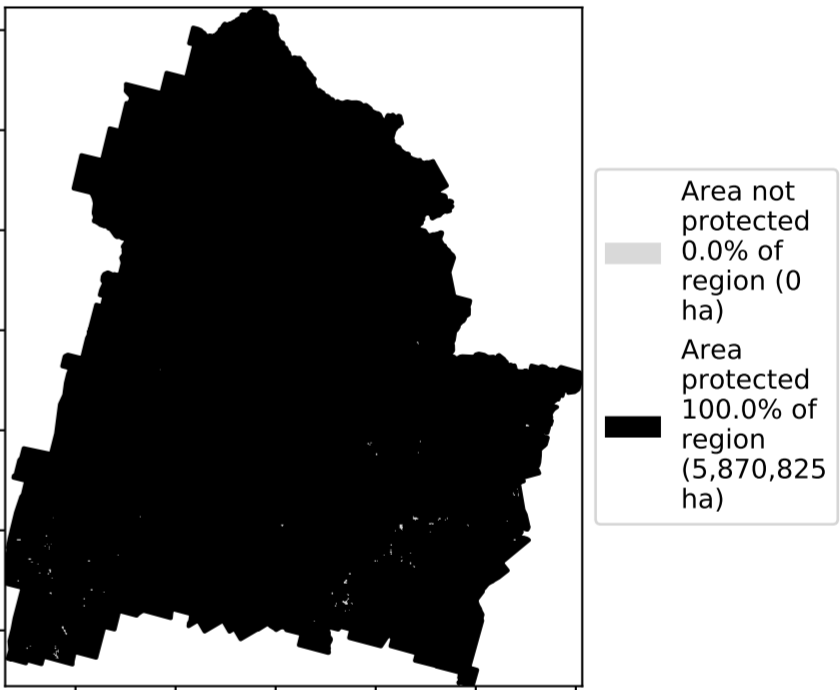 Area not
protected
0.0% of
region (0
ha)
Area
protected
100.0% of
region
(5,870,825
ha)